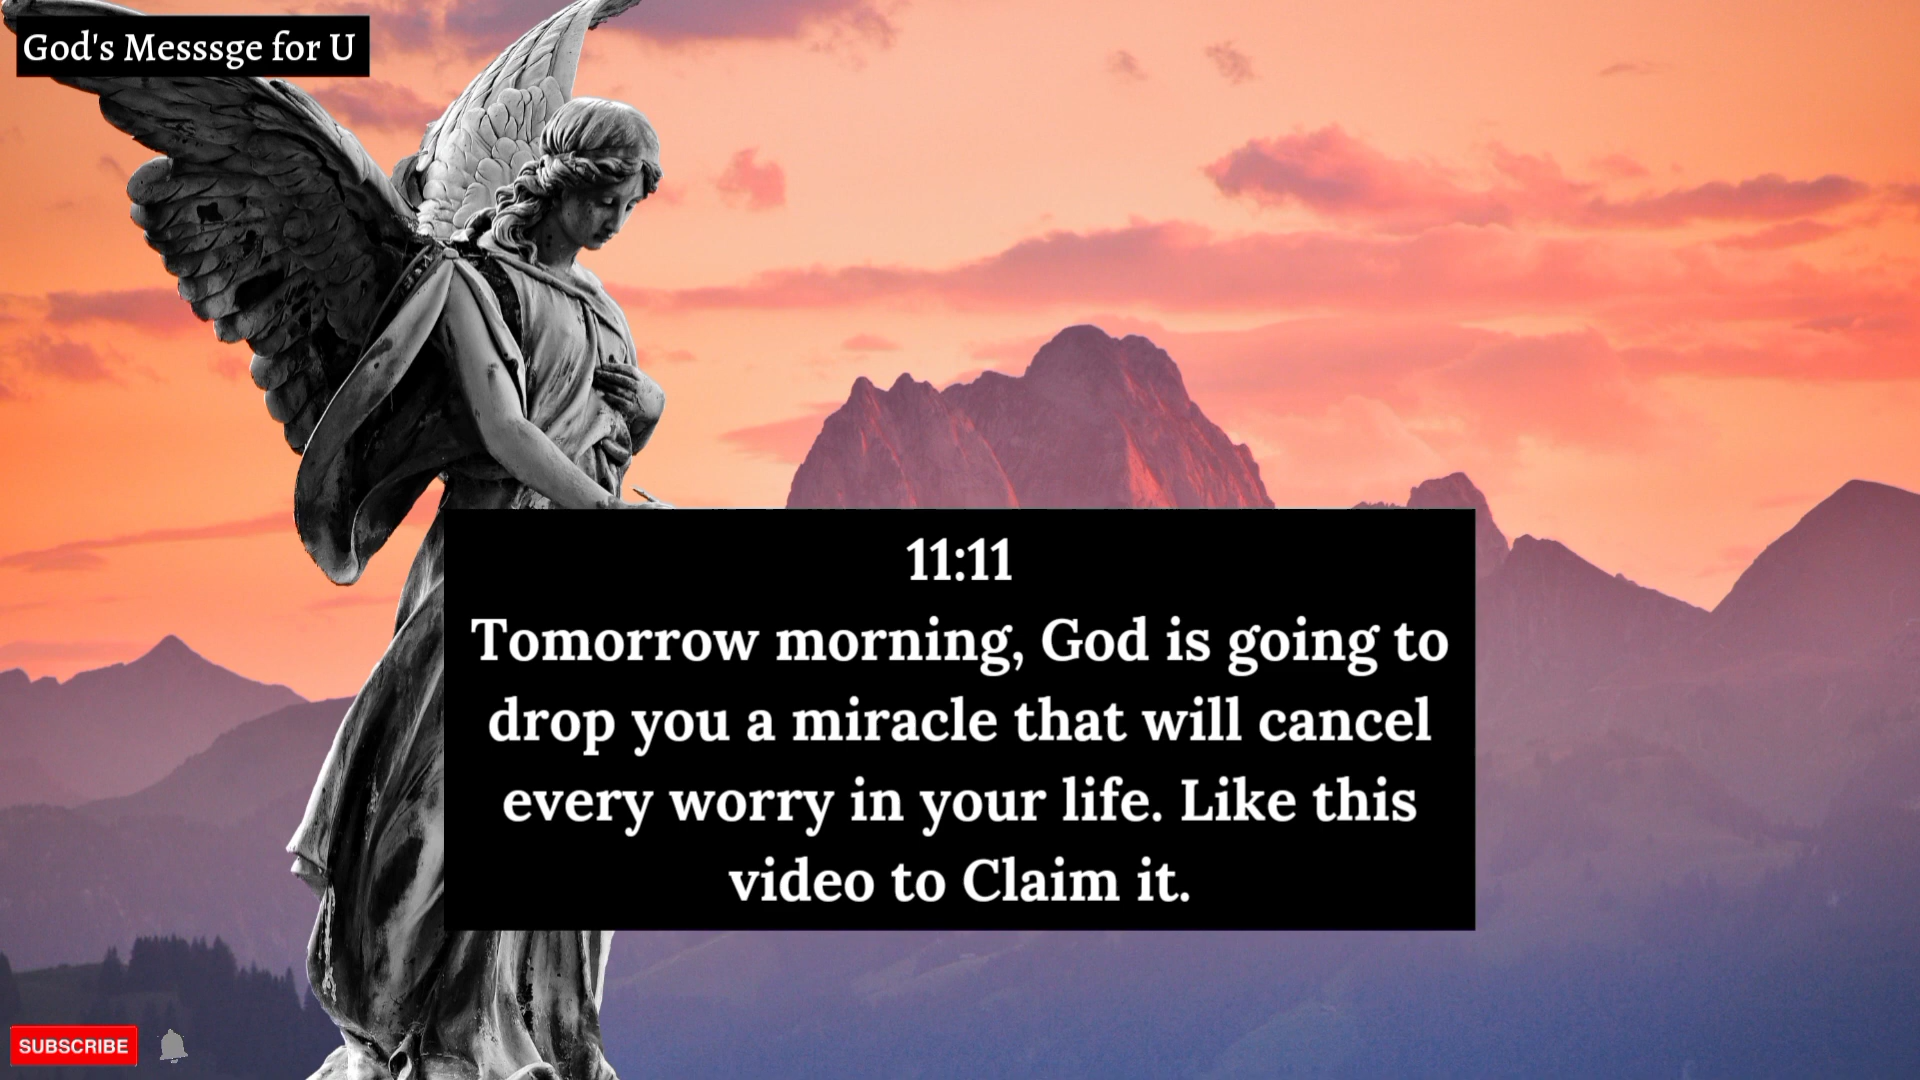 God's Messsge for U
11:11
Tomorrow morning, God is going to
drop you a miracle that will cancel
every worry in your life. Like this
video to Claim it.
SUBSCRIBE